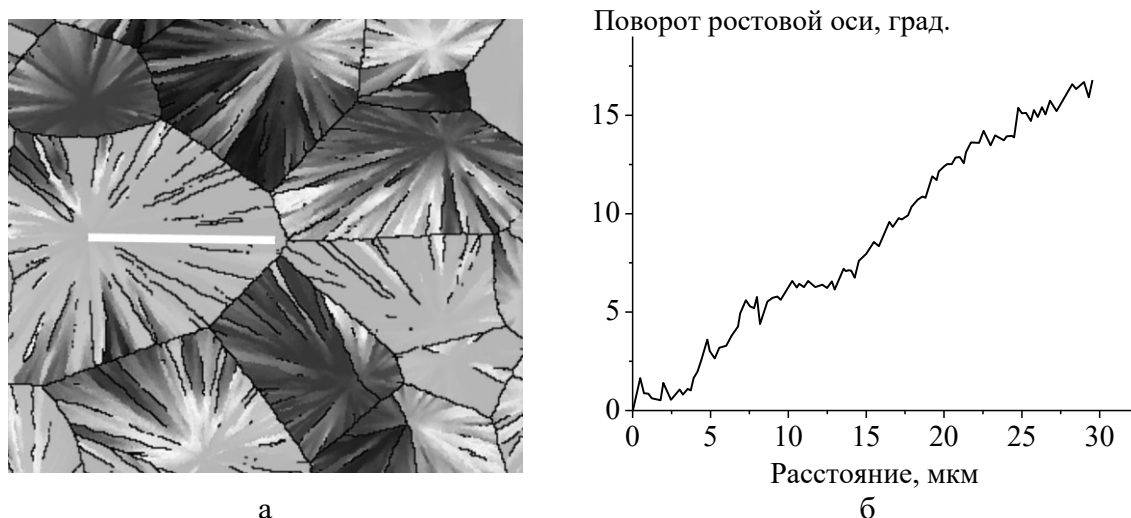 Поворот ростовой оси, град.
15
10
5
0
0 5 10 15 20 25 30
Расстояние, мкм
а б